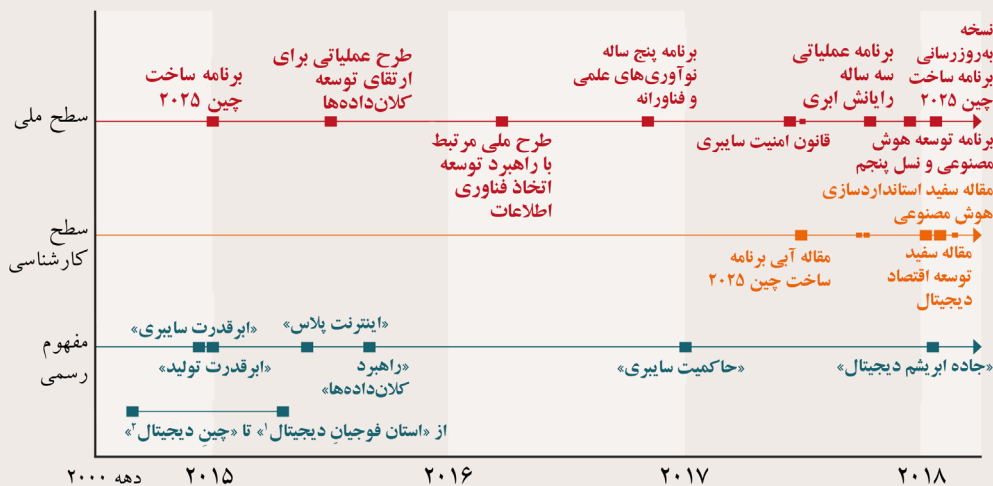 برنامه ساخت
چین ۲۰۲۵
طرح عملیاتی برای
ارتقای توسعه
کلان‌داده‌ها
برنامه پنج ساله
نوآوری‌های علمی
و فناورانه
برنامه عملیاتی
سه ساله
رایانش ابری
نسخه
به‌روزرسانی
برنامه ساخت
چین ۲۰۲۵
سطح ملی
طرح ملی مرتبط
با راهبرد توسعه
اتخاذ فناوری
اطلاعات
قانون امنیت سایبری
برنامه توسعه هوش
مصنوعی و نسل پنجم
مقاله سفید استانداردسازی
هوش مصنوعی
سطح
کارشناسی
مقاله آبی برنامه
ساخت چین ۲۰۲۵
مقاله سفید
توسعه اقتصاد
دیجیتال
مفهوم
رسمی
«ابرقدرت سایبری»
«اینترنت پلاس»
«ابرقدرت تولید»
«راهبرد
کلان‌داده‌ها»
«حاکمیت سایبری»
«جاده ابریشم دیجیتال»
از «استان فوجیانِ دیجیتال۱» تا «چینِ دیجیتال۲»
دهه ۲۰۰۰
۲۰۱۵
۲۰۱۶
۲۰۱۷
۲۰۱۸